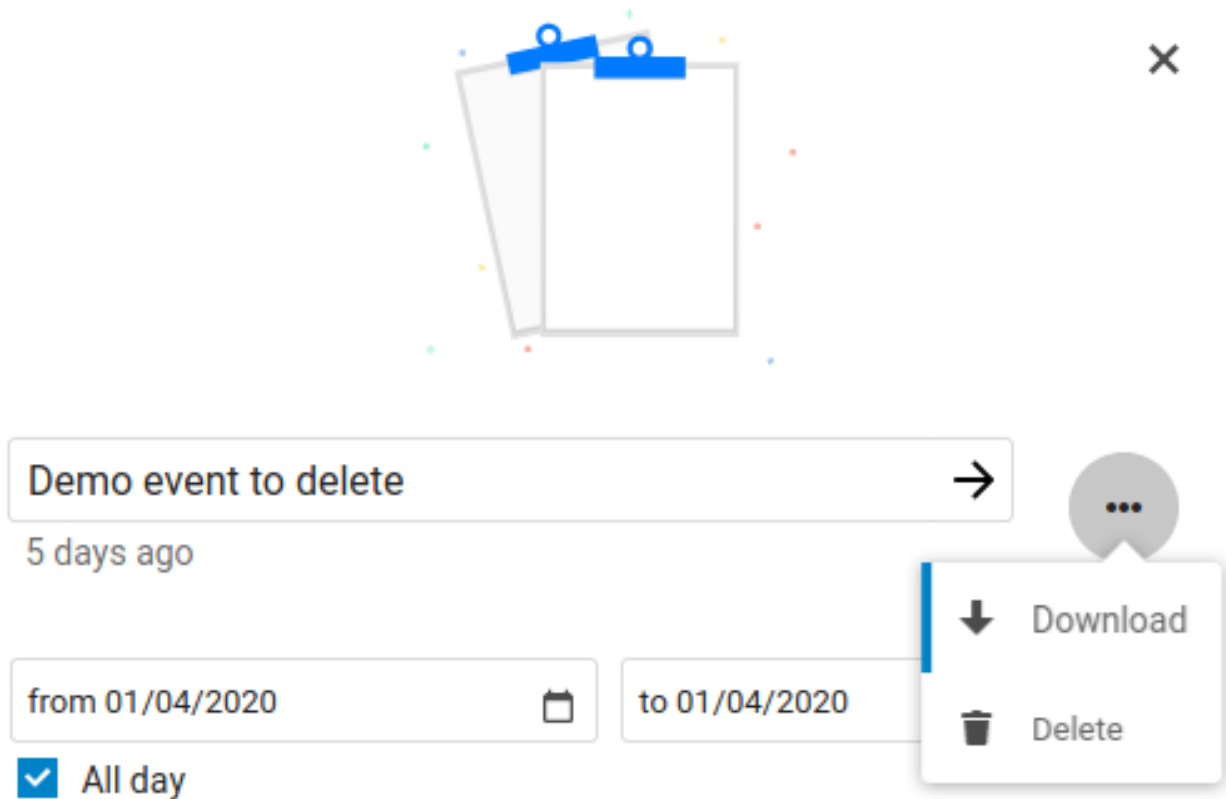 Demo event to delete
5 days ago
Download
from 01/04/2020
to 01/04/2020
Delete
All day